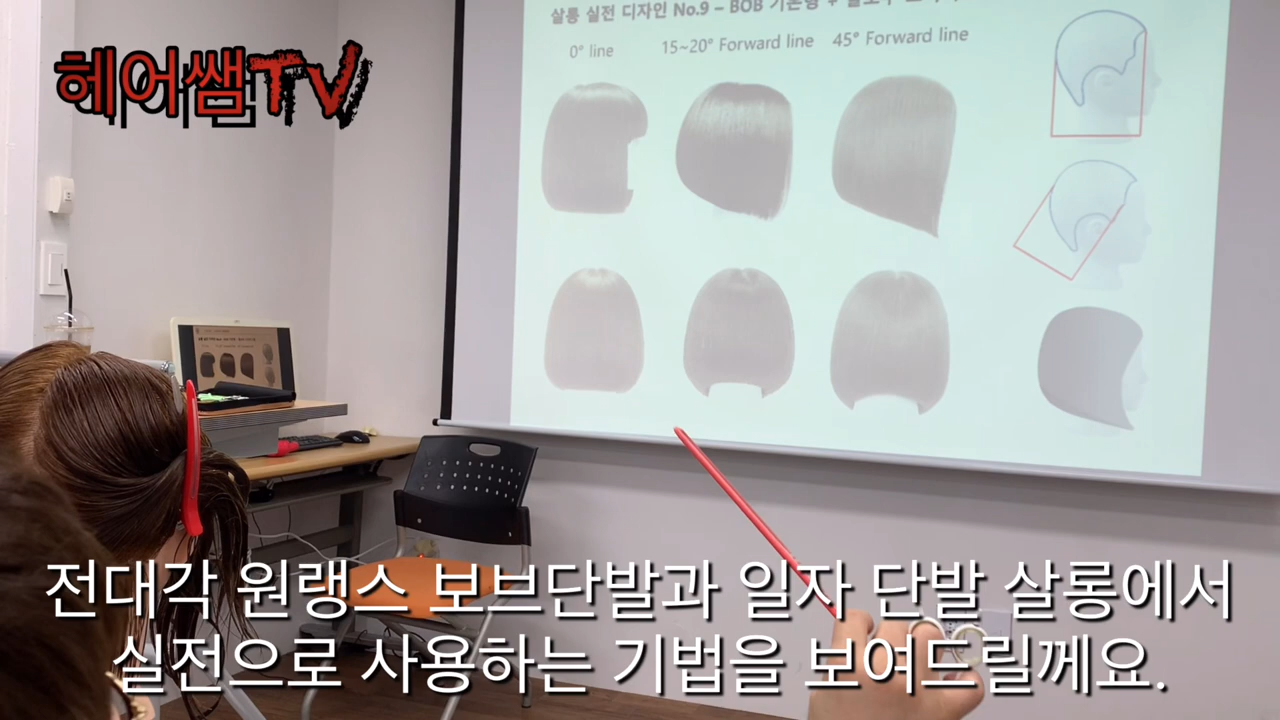 헤어쌤TV
살롱 실전 디자인 No.9 – BOB 기본형 +
0° line
15~20° Forward line
45° Forward line
전대각 원랭스 보브단발과 일자 단발 살롱에서
실전으로 사용하는 기법을 보여드릴께요.